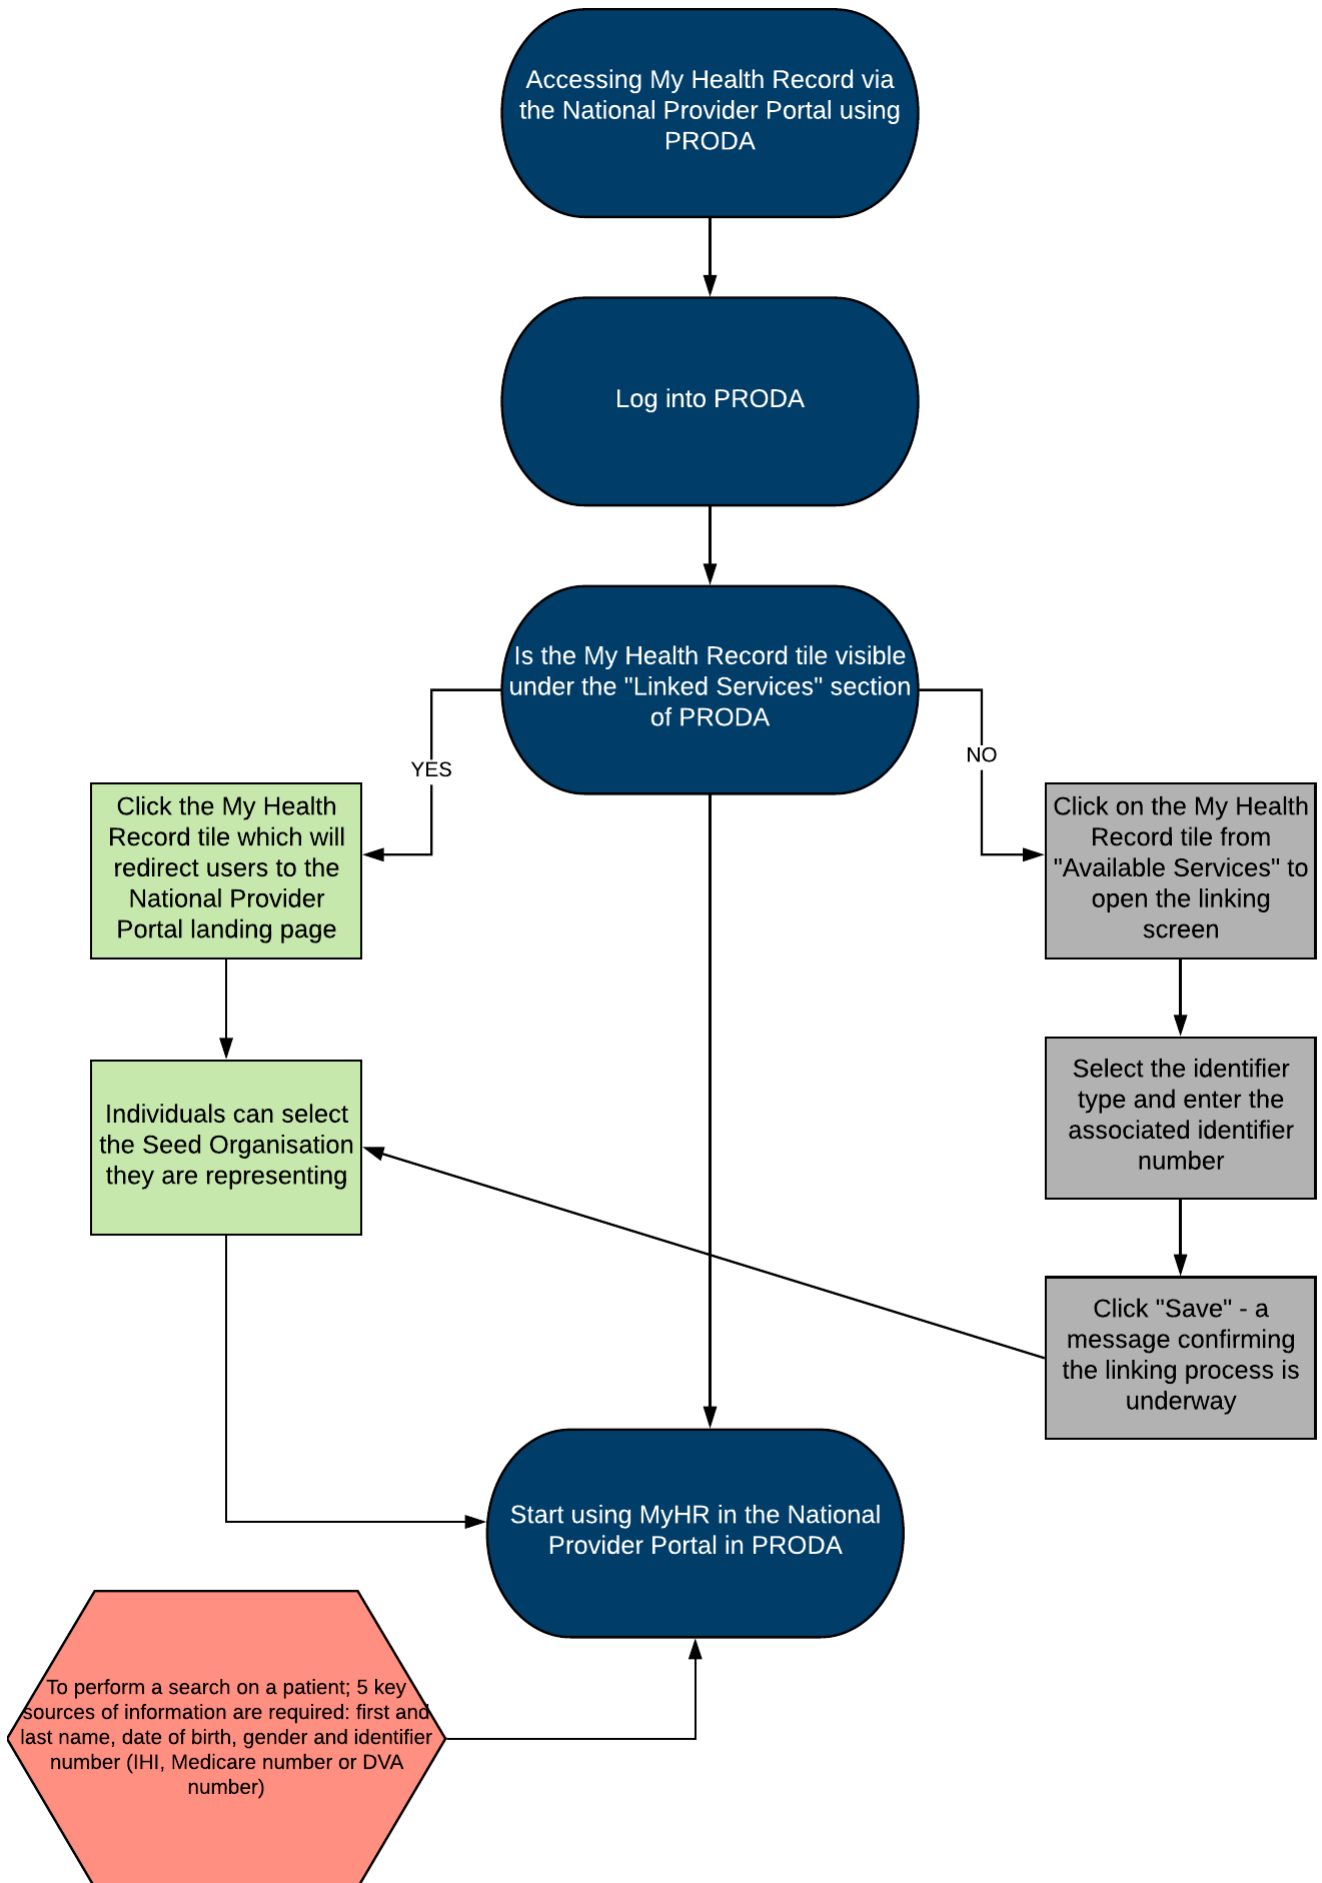 Accessing My Health Record via
the National Provider Portal using
PRODA
Log into PRODA
Is the My Health Record tile visible
under the "Linked Services" section
of PRODA
YES
NO
Click the My Health
Record tile which will
redirect users to the
National Provider
Portal landing page
Click on the My Health
Record tile from
"Available Services" to
open the linking
screen
Individuals can select
the Seed Organisation
they are representing
Select the identifier
type and enter the
associated identifier
number
Click "Save" - a
message confirming
the linking process is
underway
Start using MyHR in the National
Provider Portal in PRODA
To perform a search on a patient; 5 key
sources of information are required: first and
last name, date of birth, gender and identifier
number (IHI, Medicare number or DVA
number)